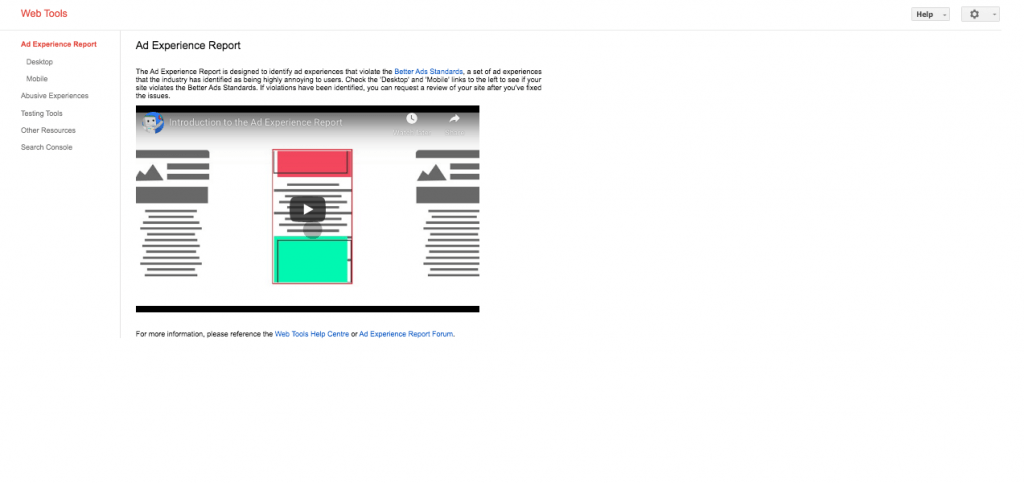 Web Tools
Help
Ad Experience Report
Desktop
Mobile
Abusive Experiences
Testing Tools
Other Resources
Search Console
Ad Experience Report
The Ad Experience Report is designed to identify ad experiences that violate the Better Ads Standards, a set of ad experiences
that the industry has identified as being highly annoying to users. Check the 'Desktop' and 'Mobile' links to the left to see if your
site violates the Better Ads Standards. If violations have been identified, you can request a review of your site after you've fixed
the issues.
Introduction to the Ad Experience Report
For more information, please reference the Web Tools Help Centre or Ad Experience Report Forum.